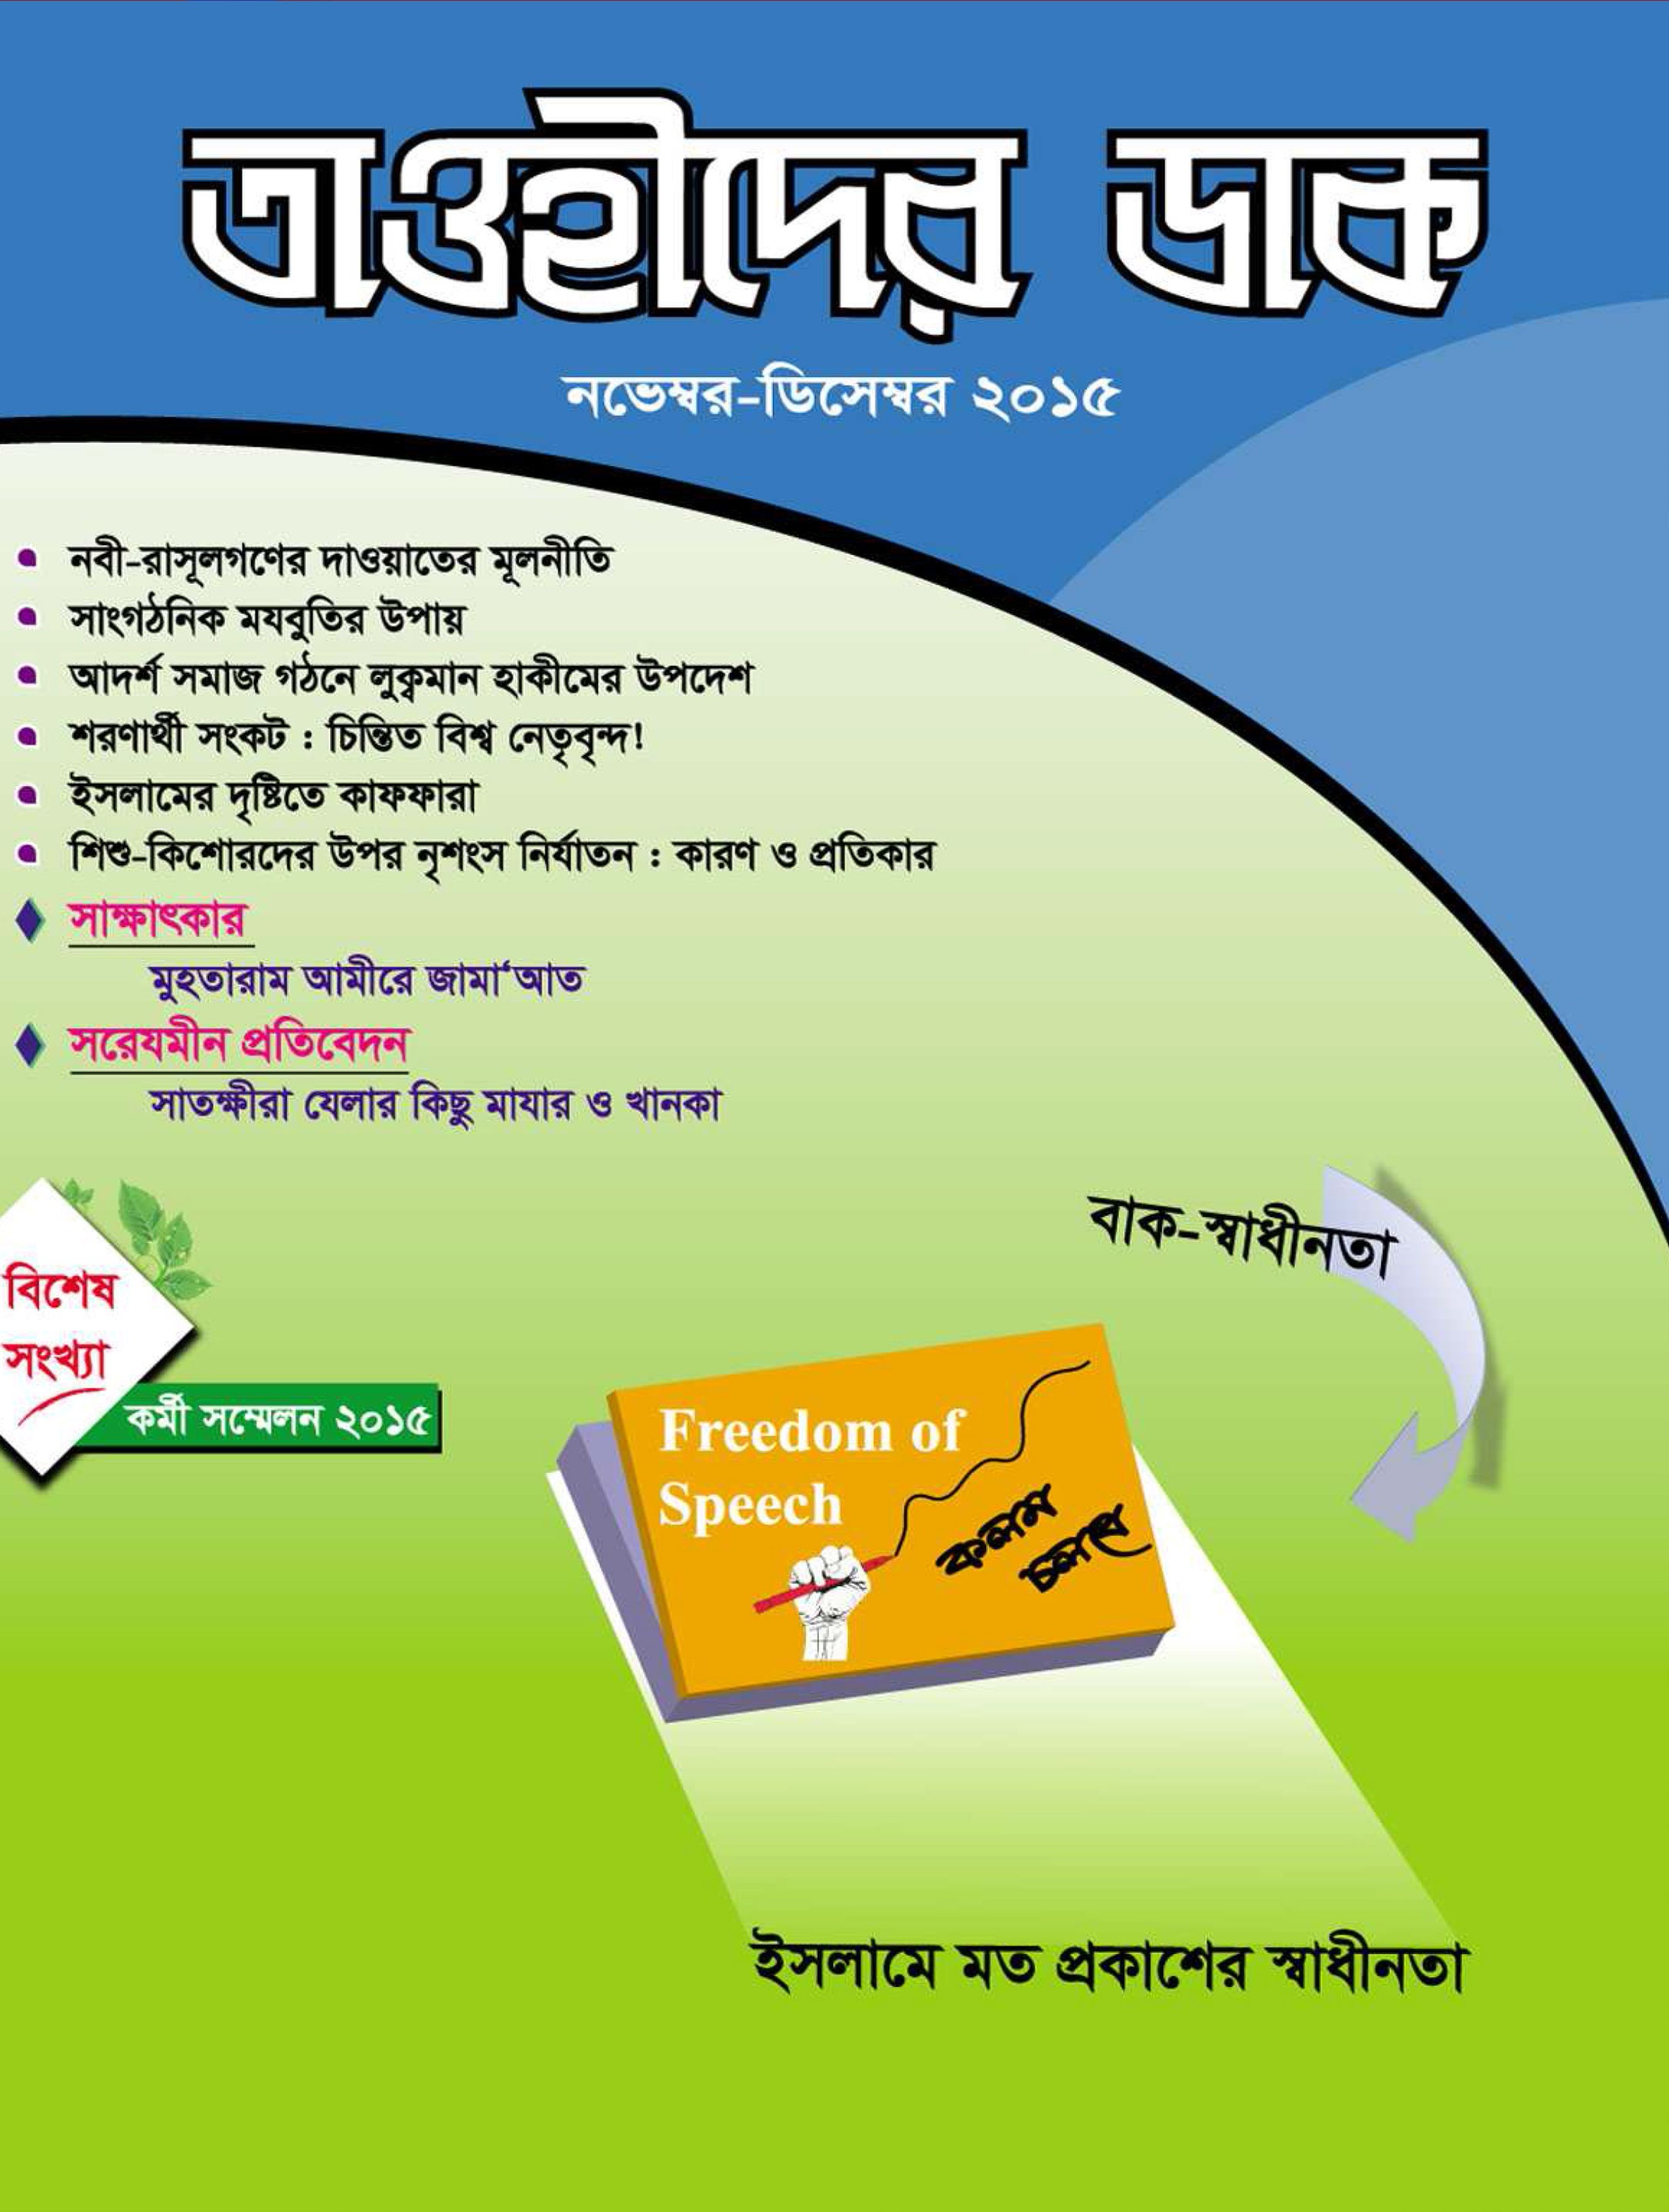 তাওহীদের ডাক
নভেম্বর-ডিসেম্বর ২০১৫
নবী-রাসূলগণের দাওয়াতের মূলনীতি
সাংগঠনিক মযবুতির উপায়
আদর্শ সমাজ গঠনে লুক্বমান হাকীমের উপদেশ
শরণার্থী সংকট : চিন্তিত বিশ্ব নেতৃবৃন্দ!
ইসলামের দৃষ্টিতে কাফফারা
শিশু-কিশোরদের উপর নৃশংস নির্যাতন : কারণ ও প্রতিকার
সাক্ষাৎকার
মুহতারাম আমীরে জামা‘আত
সরেযমীন প্রতিবেদন
সাতক্ষীরা যেলার কিছু মাযার ও খানকা
বিশেষ
সংখ্যা
কর্মী সম্মেলন ২০১৫
বাক-স্বাধীনতা
Freedom of
Speech
কলম
চলবে
ইসলামে মত প্রকাশের স্বাধীনতা